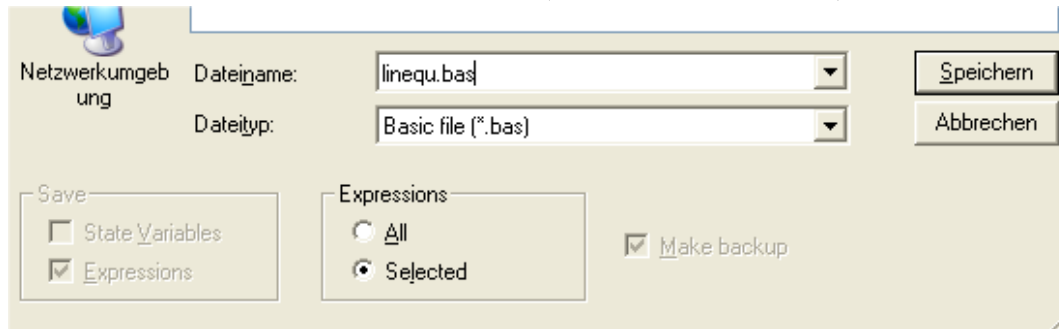 Netzwerkumgeb
ung
Dateiname:
linequ.bas
Speichern
Dateityp:
Basic file (*.bas)
Abbrechen
Save
State Variables
Expressions
Expressions
All
Selected
Make backup